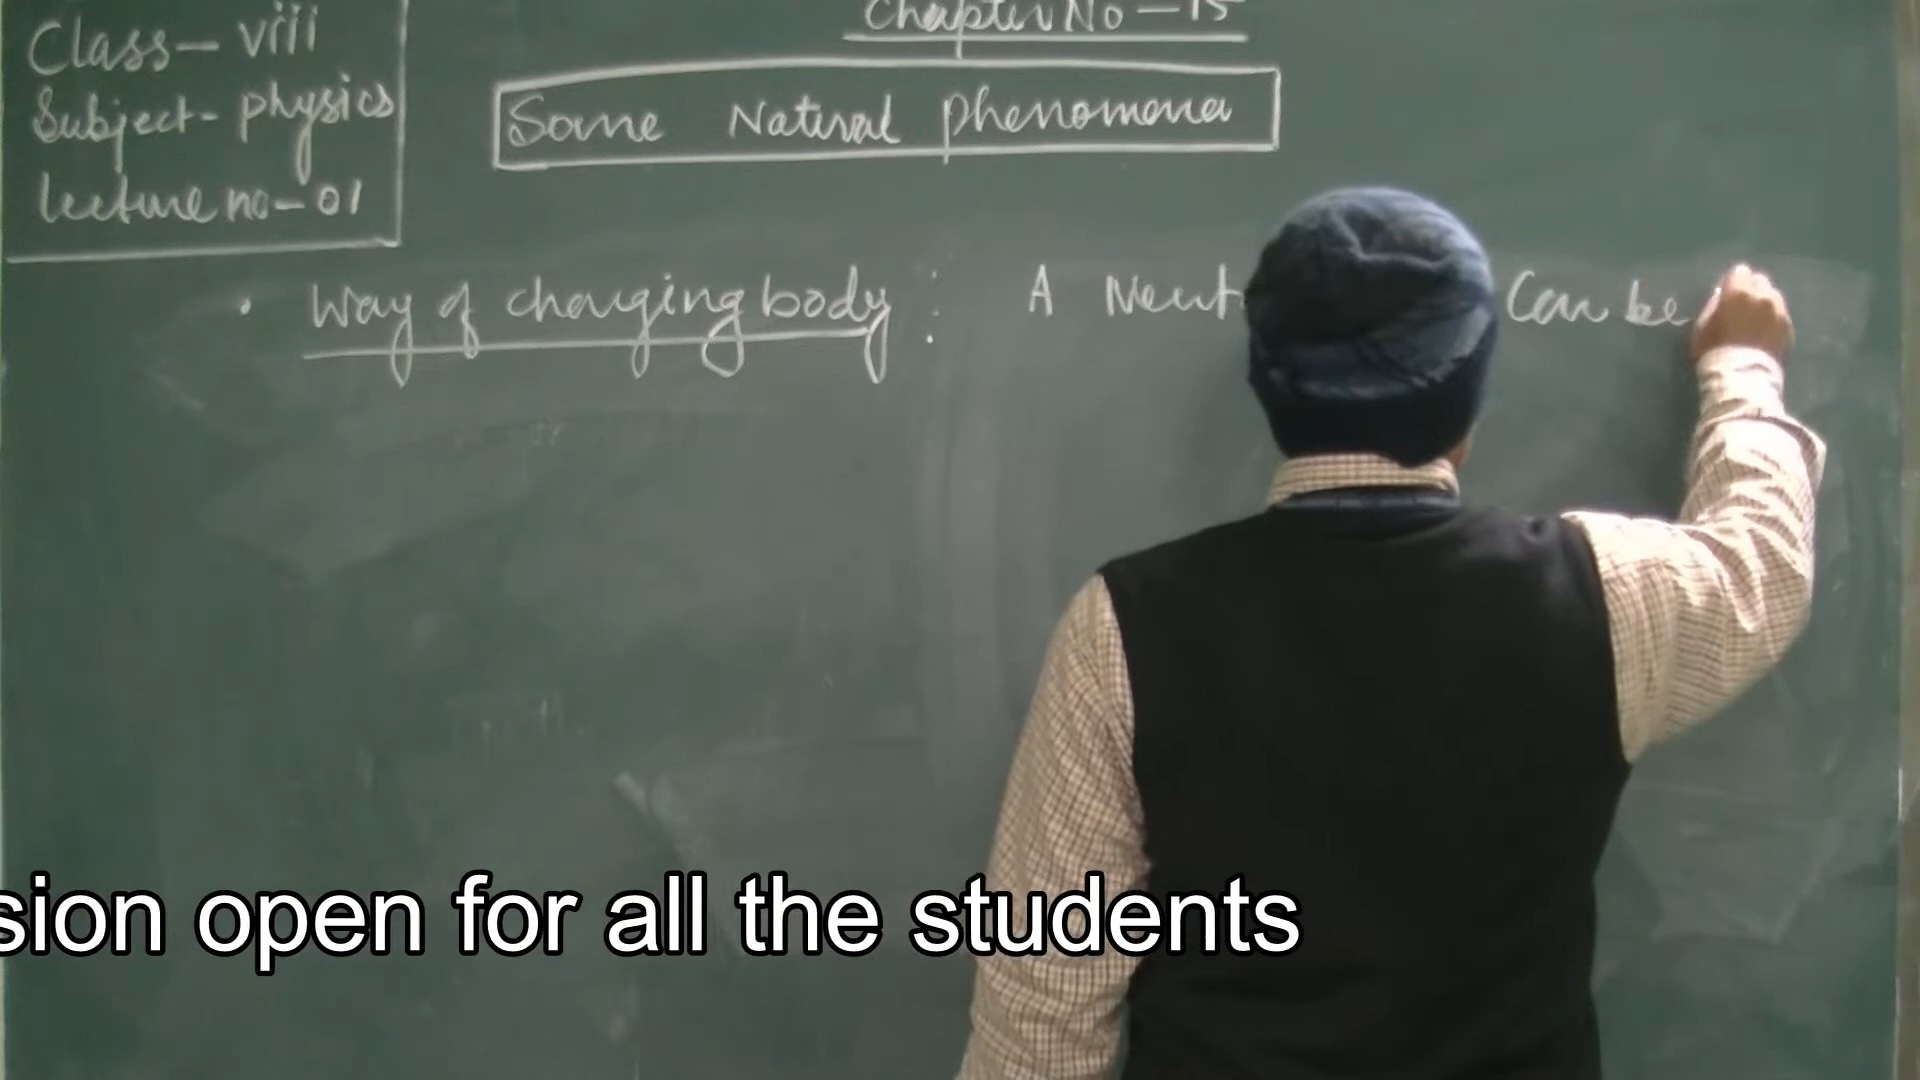 Class- viii
Subject- physics
Lecture no- 01
Chapter No - 15
Some Natural Phenomena
• Way of charging body : A Neut Can be
sion open for all the students